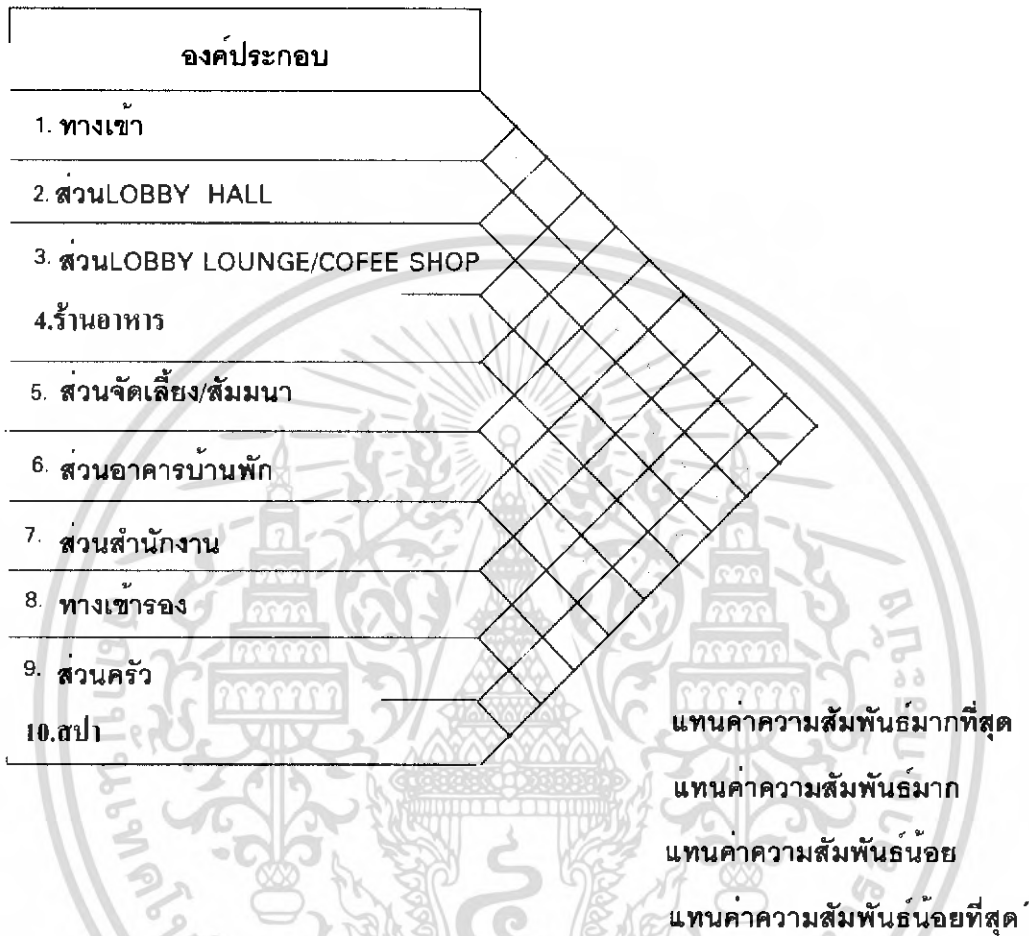 องค์ประกอบ
1. ทางเข้า
2. ส่วนLOBBY HALL
3. ส่วนLOBBY LOUNGE/COFEE SHOP
4.ร้านอาหาร
5. ส่วนจัดเลี้ยง/สัมมนา
6. ส่วนอาคารบ้านพัก
7. ส่วนสำนักงาน
8. ทางเข้ารอง
9. ส่วนครัว
10.สปา
แทนค่าความสัมพันธ์มากที่สุด
แทนค่าความสัมพันธ์มาก
แทนค่าความสัมพันธ์น้อย
แทนค่าความสัมพันธ์น้อยที่สุด